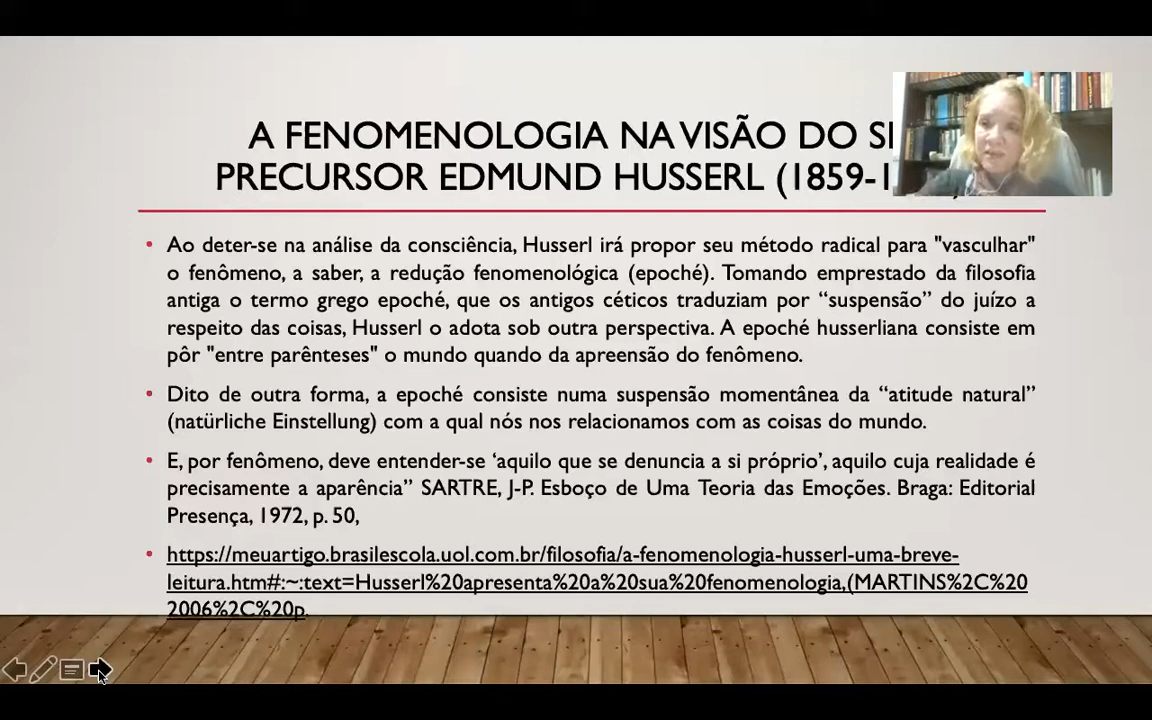 A FENOMENOLOGIA NA VISÃO DO
PRECURSOR EDMUND HUSSERL (1859-1
• Ao deter-se na análise da consciência, Husserl irá propor seu método radical para "vasculhar"
o fenômeno, a saber, a redução fenomenológica (epoché). Tomando emprestado da filosofia
antiga o termo grego epoché, que os antigos céticos traduziam por “suspensão” do juízo a
respeito das coisas, Husserl o adota sob outra perspectiva. A epoché husserliana consiste em
pôr "entre parênteses" o mundo quando da apreensão do fenômeno.
• Dito de outra forma, a epoché consiste numa suspensão momentânea da “atitude natural”
(natürliche Einstellung) com a qual nós nos relacionamos com as coisas do mundo.
• E, por fenômeno, deve entender-se ‘aquilo que se denuncia a si próprio’, aquilo cuja realidade é
precisamente a aparência” SARTRE, J-P. Esboço de Uma Teoria das Emoções. Braga: Editorial
Presença, 1972, p. 50,
• https://meuartigo.brasilescola.uol.com.br/filosofia/a-fenomenologia-husserl-uma-breve-
leitura.htm#:~:text=Husserl%20apresenta%20a%20sua%20fenomenologia,(MARTINS%2C%20
2006%2C%20p.